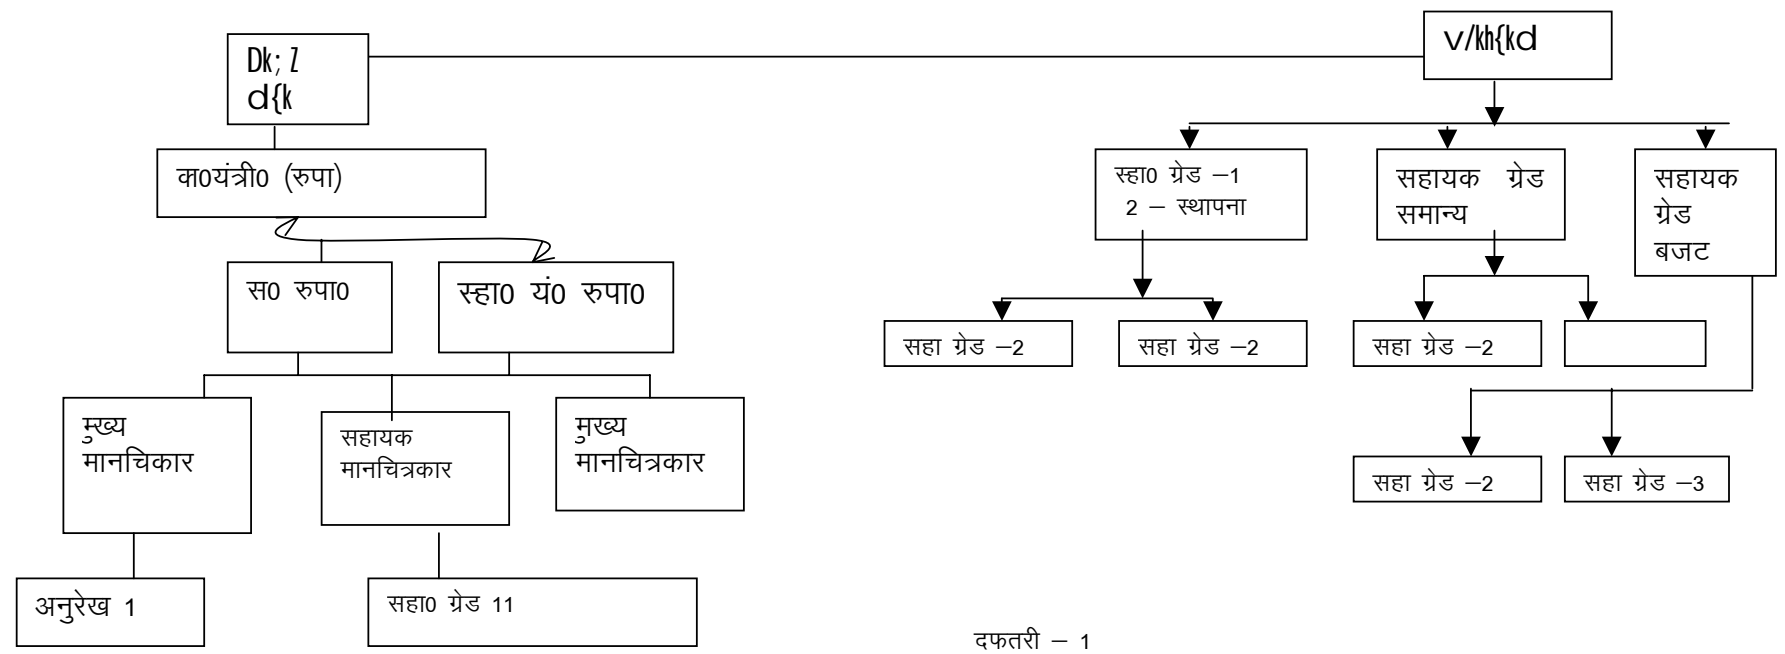 Dk; Z
d{k
v/kh{kd
का0यंत्री0 (रुपा)
स्हा0 ग्रेड –1
2 – स्थापना
सहायक ग्रेड
समान्य
सहायक
ग्रेड
बजट
स0 रुपा0
स्हा0 यं0 रुपा0
सहा ग्रेड –2
सहा ग्रेड –2
सहा ग्रेड –2
म्ुख्य
मानचिकार
सहायक
मानचित्रकार
मुख्य
मानचित्रकार
सहा ग्रेड –2
सहा ग्रेड –3
अनुरेख 1
सहा0 ग्रेड 11
दफतरी – 1